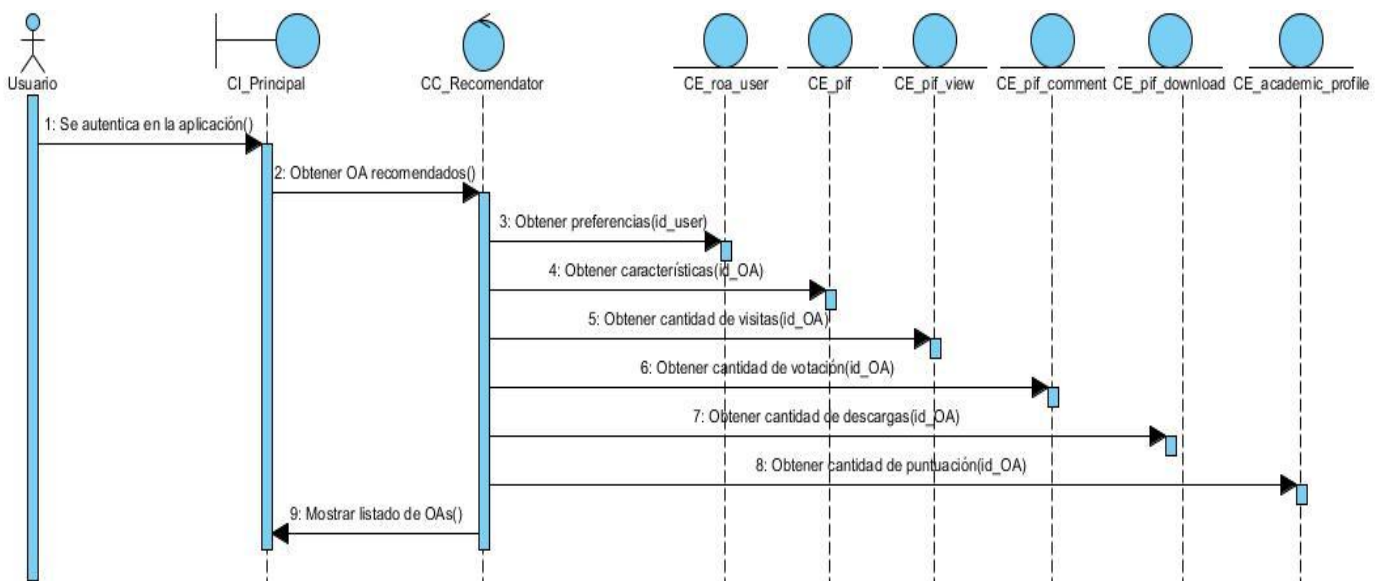 Usuario
CI_Principal
CC_Recomendator
CE_roa_user
CE_pif
CE_pif_view
CE_pif_comment
CE_pif_download
CE_academic_profile
1: Se autentica en la aplicación()
2: Obtener OA recomendados()
3: Obtener preferencias(id_user)
4: Obtener características(id_OA)
5: Obtener cantidad de visitas(id_OA)
6: Obtener cantidad de votación(id_OA)
7: Obtener cantidad de descargas(id_OA)
8: Obtener cantidad de puntuación(id_OA)
9: Mostrar listado de OAs()